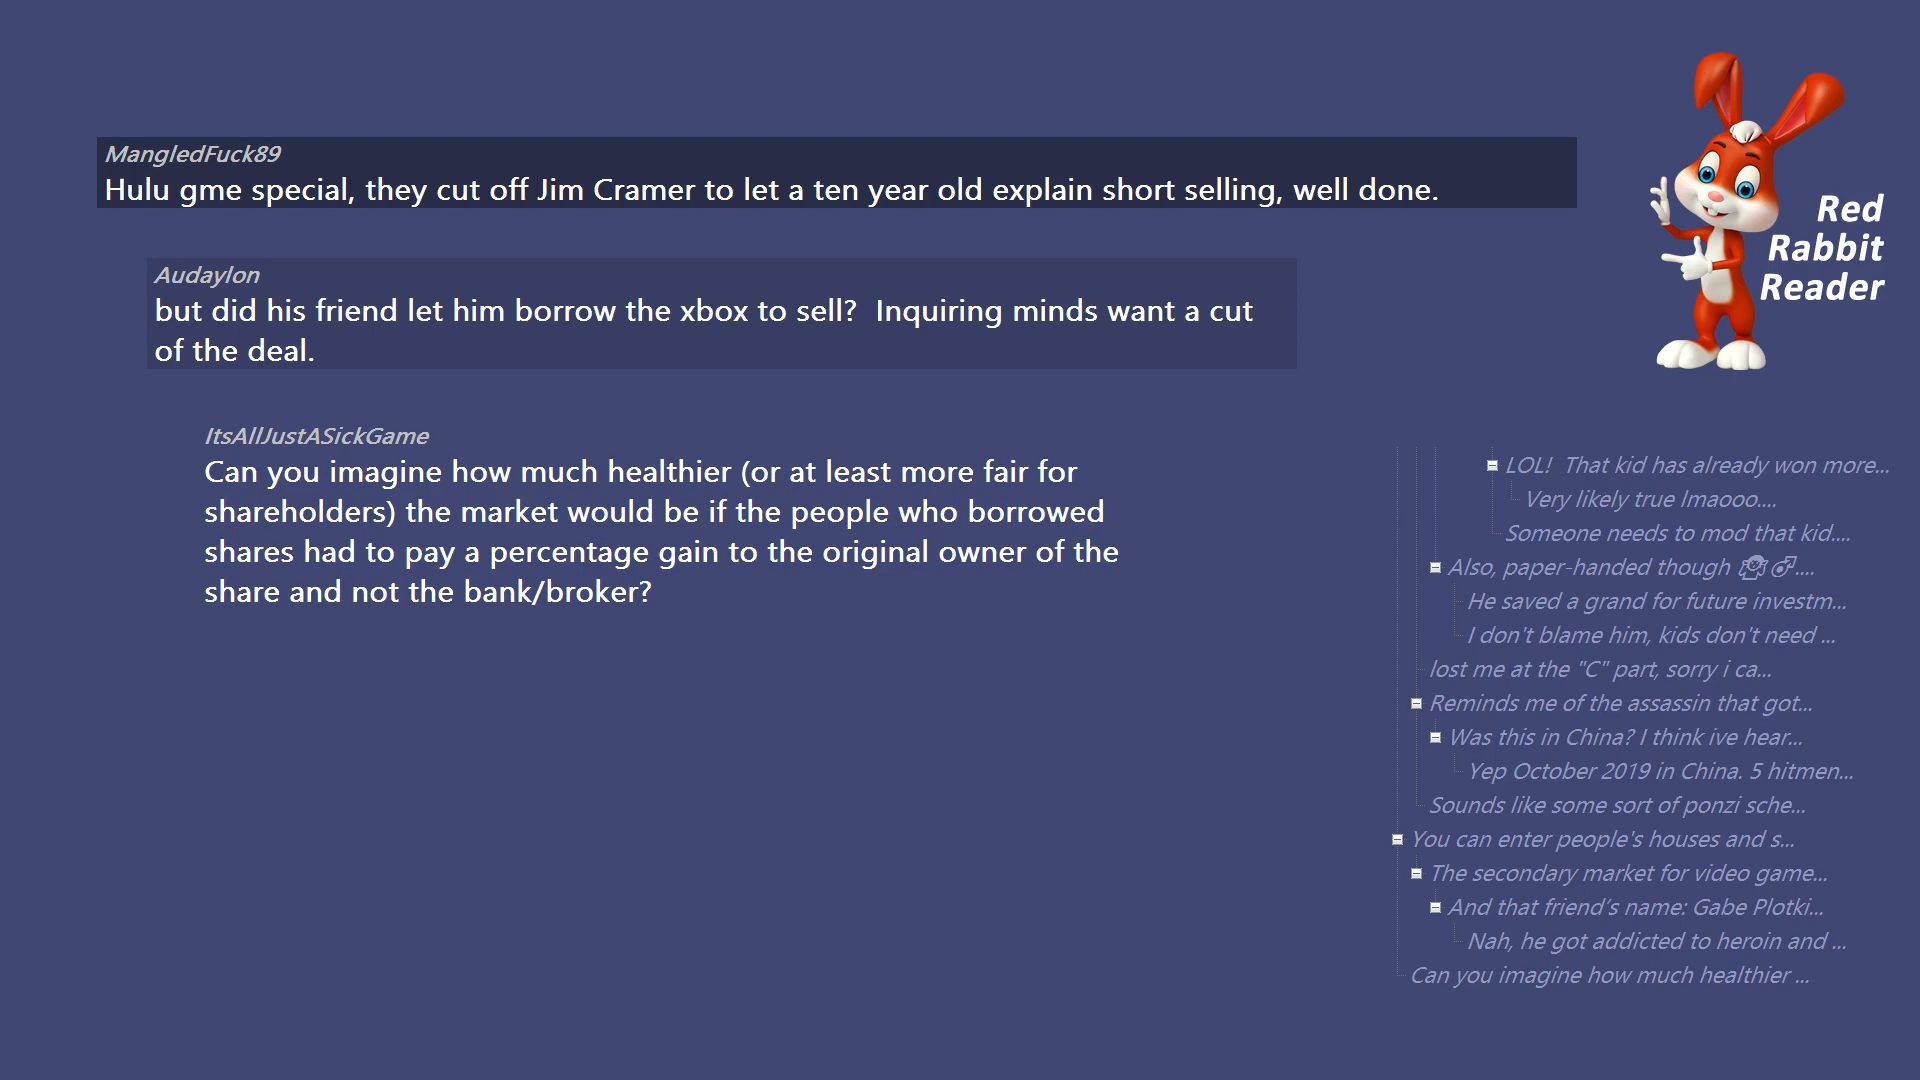 MangledFuck89
Hulu gme special, they cut off Jim Cramer to let a ten year old explain short selling, well done.
Audaylon
but did his friend let him borrow the xbox to sell?  Inquiring minds want a cut
of the deal.
ItsAllJustASickGame
Can you imagine how much healthier (or at least more fair for
shareholders) the market would be if the people who borrowed
shares had to pay a percentage gain to the original owner of the
share and not the bank/broker?
Red
Rabbit
Reader
LOL!  That kid has already won more...
Very likely true lmaooo....
Someone needs to mod that kid....
Also, paper-handed though 🤷♂....
He saved a grand for future investm...
I don't blame him, kids don't need ...
lost me at the "C" part, sorry i ca...
Reminds me of the assassin that got...
Was this in China? I think ive hear...
Yep October 2019 in China. 5 hitmen...
Sounds like some sort of ponzi sche...
You can enter people's houses and s...
The secondary market for video game...
And that friend’s name: Gabe Plotki...
Nah, he got addicted to heroin and ...
Can you imagine how much healthier ...